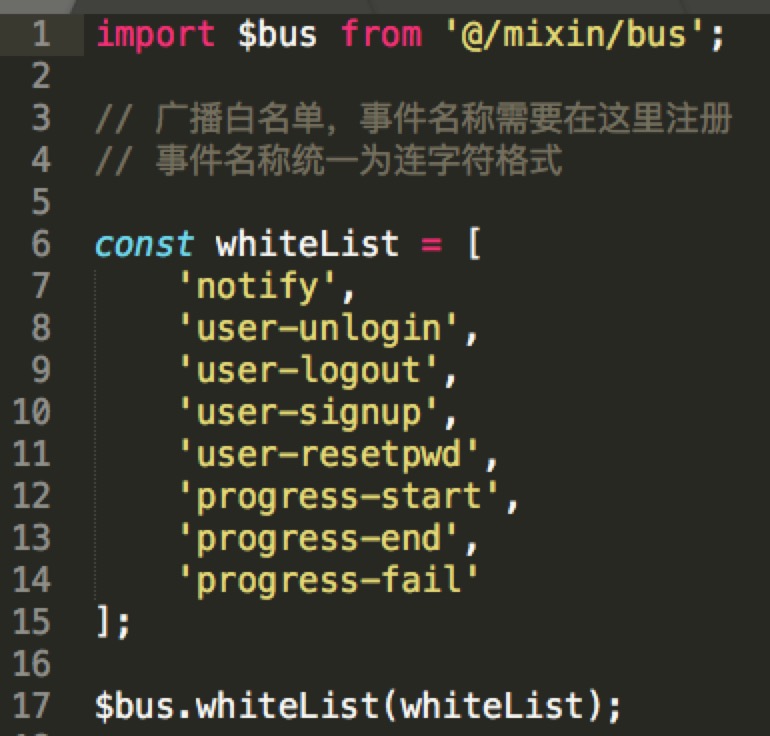 1 import $bus from '@/mixin/bus';
2
3 // 广播白名单，事件名称需要在这里注册
4 // 事件名称统一为连字符格式
5
6 const whiteList = [
7 'notify',
8 'user-unlogin',
9 'user-logout',
10 'user-signup',
11 'user-resetpwd',
12 'progress-start',
13 'progress-end',
14 'progress-fail'
15 ];
16
17 $bus.whiteList(whiteList);